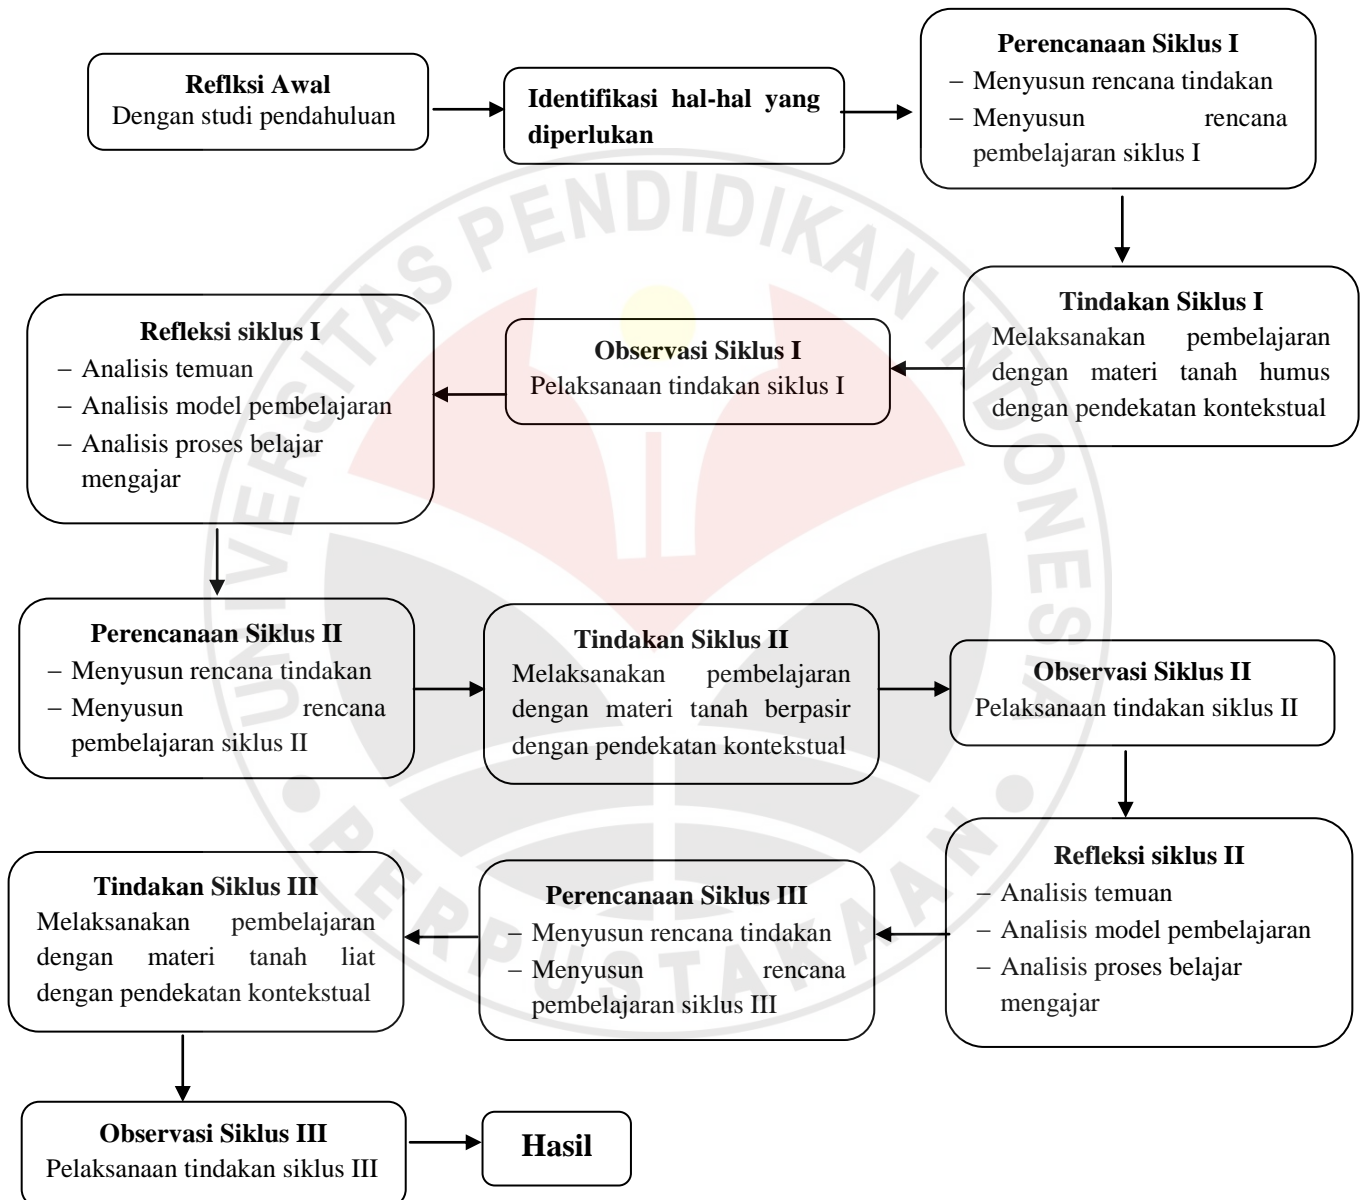 Reflksi Awal
Dengan studi pendahuluan
Identifikasi hal-hal yang
diperlukan
Perencanaan Siklus I
– Menyusun rencana tindakan
– Menyusun rencana
pembelajaran siklus I
Tindakan Siklus I
Melaksanakan pembelajaran
dengan materi tanah humus
dengan pendekatan kontekstual
Observasi Siklus I
Pelaksanaan tindakan siklus I
Refleksi siklus I
– Analisis temuan
– Analisis model pembelajaran
– Analisis proses belajar
mengajar
Perencanaan Siklus II
– Menyusun rencana tindakan
– Menyusun rencana
pembelajaran siklus II
Tindakan Siklus II
Melaksanakan pembelajaran
dengan materi tanah berpasir
dengan pendekatan kontekstual
Observasi Siklus II
Pelaksanaan tindakan siklus II
Refleksi siklus II
– Analisis temuan
– Analisis model pembelajaran
– Analisis proses belajar
mengajar
Perencanaan Siklus III
– Menyusun rencana tindakan
– Menyusun rencana
pembelajaran siklus III
Tindakan Siklus III
Melaksanakan pembelajaran
dengan materi tanah liat
dengan pendekatan kontekstual
Observasi Siklus III
Pelaksanaan tindakan siklus III
Hasil
UNIVERSITAS PENDIDIKAN INDONESIA
PERPUSTAKAAN